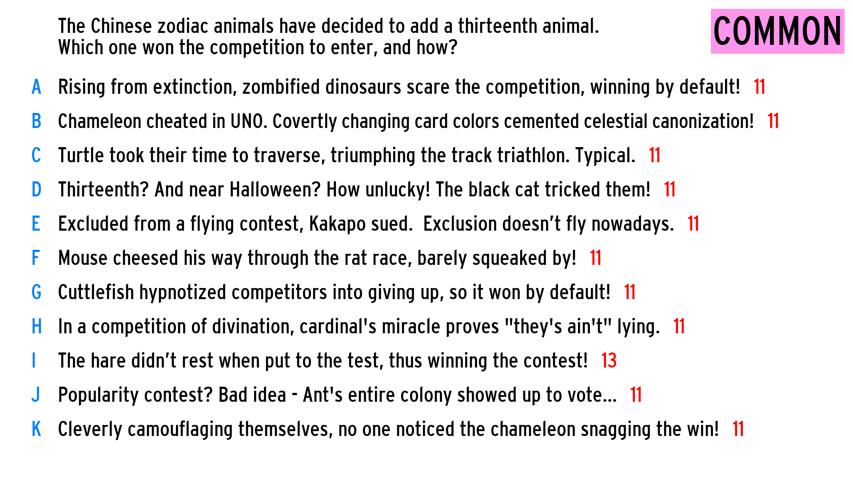 The Chinese zodiac animals have decided to add a thirteenth animal.
Which one won the competition to enter, and how?
COMMON
A Rising from extinction, zombified dinosaurs scare the competition, winning by default! 11
B Chameleon cheated in UNO. Covertly changing card colors cemented celestial canonization! 11
C Turtle took their time to traverse, triumphing the track triathlon. Typical. 11
D Thirteenth? And near Halloween? How unlucky! The black cat tricked them! 11
E Excluded from a flying contest, Kakapo sued.  Exclusion doesn’t fly nowadays. 11
F Mouse cheesed his way through the rat race, barely squeaked by! 11
G Cuttlefish hypnotized competitors into giving up, so it won by default! 11
H In a competition of divination, cardinal's miracle proves "they's ain't" lying. 11
I The hare didn’t rest when put to the test, thus winning the contest! 13
J Popularity contest? Bad idea - Ant's entire colony showed up to vote... 11
K Cleverly camouflaging themselves, no one noticed the chameleon snagging the win! 11